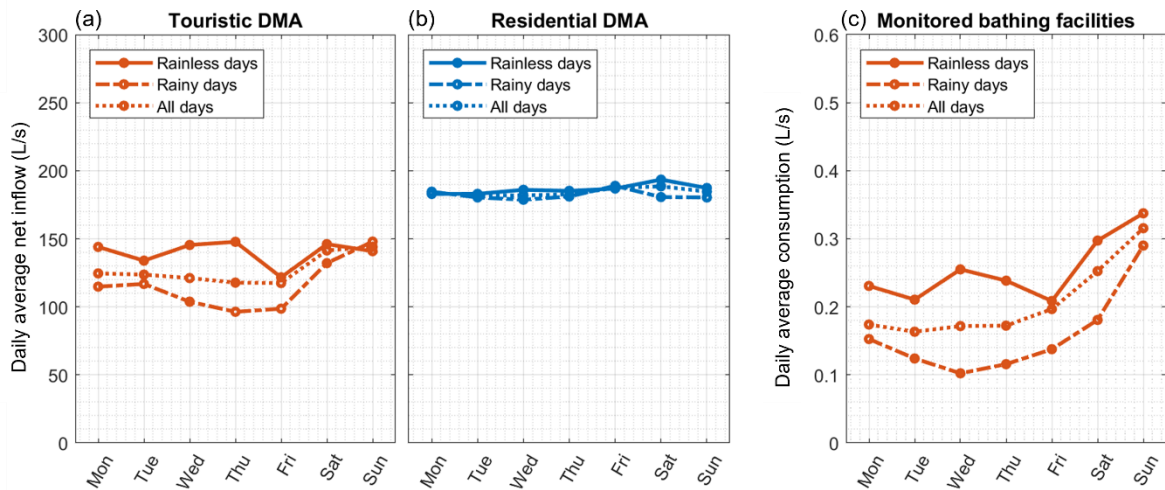 (a) Touristic DMA
Daily average net inflow (L/s)
300
250
200
150
100
50
0
Rainless days
Rainy days
All days
Mon Tue Wed Thu Fri Sat Sun
(b) Residential DMA
Rainless days
Rainy days
All days
Mon Tue Wed Thu Fri Sat Sun
(c) Monitored bathing facilities
Daily average consumption (L/s)
0.6
0.5
0.4
0.3
0.2
0.1
0
Rainless days
Rainy days
All days
Mon Tue Wed Thu Fri Sat Sun